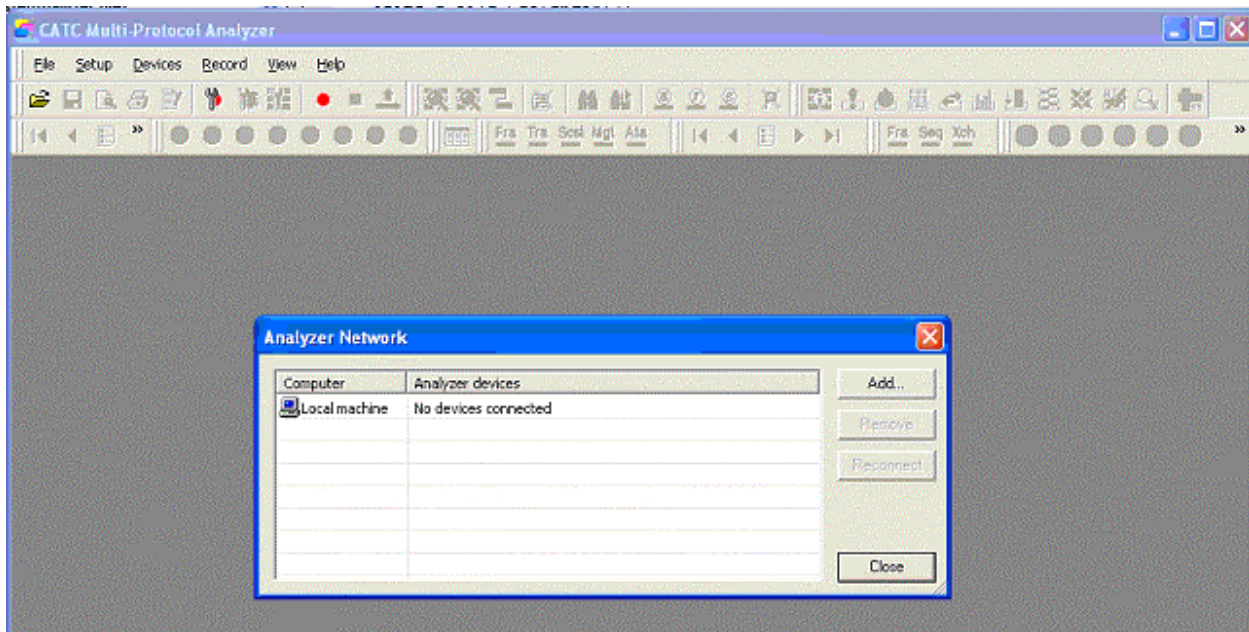 CATC Multi-Protocol Analyzer
File Setup Devices Record View Help
Fra Tra Scsi Mgt Ata Fra Seq Xch
Analyzer Network
Computer Analyzer devices Add...
Local machine No devices connected
Remove
Reconnect
Close